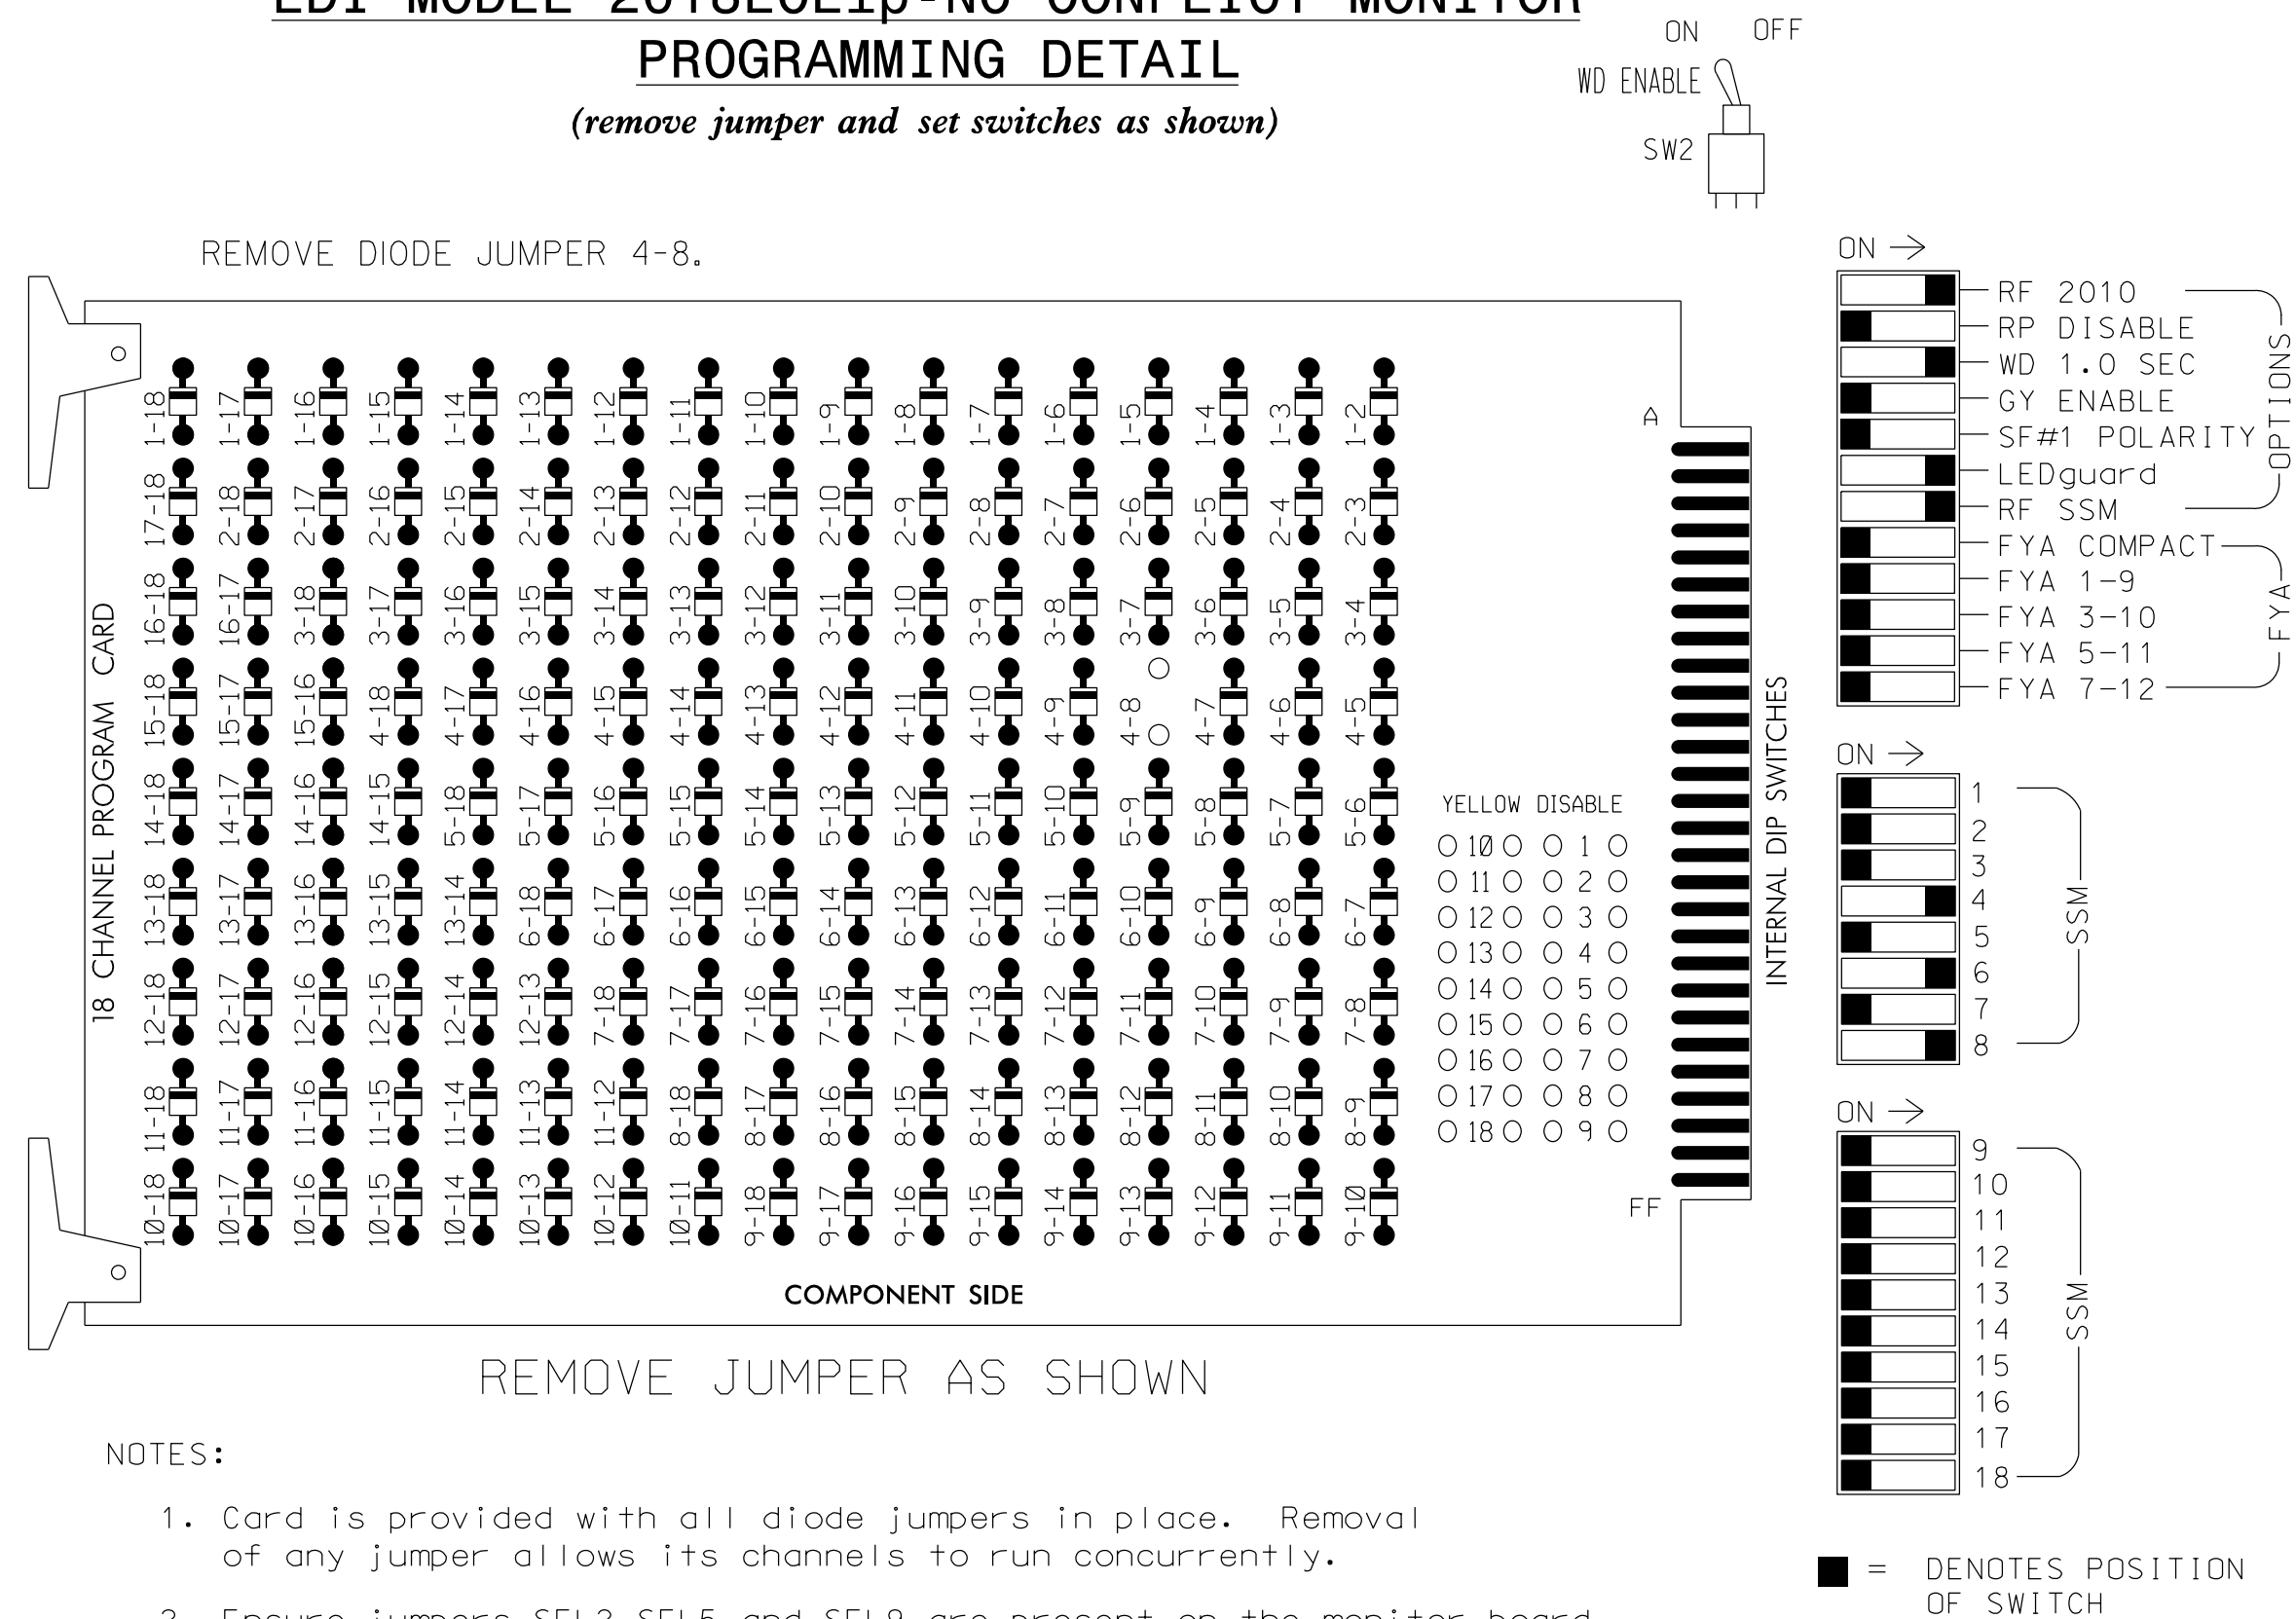 PROGRAMMING DETAIL
(remove jumper and set switches as shown)
ON OFF
WD ENABLE
SW2
REMOVE DIODE JUMPER 4-8.
18 CHANNEL PROGRAM CARD
1-18 1-17 1-16 1-15 1-14 1-13 1-12 1-11 1-10 1-9 1-8 1-7 1-6 1-5 1-4 1-3 1-2
17-18 2-18 2-17 2-16 2-15 2-14 2-13 2-12 2-11 2-10 2-9 2-8 2-7 2-6 2-5 2-4 2-3
16-18 16-17 3-18 3-17 3-16 3-15 3-14 3-13 3-12 3-11 3-10 3-9 3-8 3-7 3-6 3-5 3-4
15-18 15-17 15-16 4-18 4-17 4-16 4-15 4-14 4-13 4-12 4-11 4-10 4-9 4-8 4-7 4-6 4-5
14-18 14-17 14-16 14-15 5-18 5-17 5-16 5-15 5-14 5-13 5-12 5-11 5-10 5-9 5-8 5-7 5-6
13-18 13-17 13-16 13-15 13-14 6-18 6-17 6-16 6-15 6-14 6-13 6-12 6-11 6-10 6-9 6-8 6-7
12-18 12-17 12-16 12-15 12-14 12-13 7-18 7-17 7-16 7-15 7-14 7-13 7-12 7-11 7-10 7-9 7-8
11-18 11-17 11-16 11-15 11-14 11-13 11-12 8-18 8-17 8-16 8-15 8-14 8-13 8-12 8-11 8-10 8-9
10-18 10-17 10-16 10-15 10-14 10-13 10-12 10-11 9-18 9-17 9-16 9-15 9-14 9-13 9-12 9-11 9-10
YELLOW DISABLE
10 1
11 2
12 3
13 4
14 5
15 6
16 7
17 8
18 9
A
FF
COMPONENT SIDE
INTERNAL DIP SWITCHES
ON
RF 2010
RP DISABLE
WD 1.0 SEC
GY ENABLE
SF#1 POLARITY
LEDguard
RF SSM
OPTIONS
FYA COMPACT
FYA 1-9
FYA 3-10
FYA 5-11
FYA 7-12
FYA
ON
1
2
3
4
5
6
7
8
SSM
ON
9
10
11
12
13
14
15
16
17
18
SSM
REMOVE JUMPER AS SHOWN
NOTES:
1. Card is provided with all diode jumpers in place. Removal
of any jumper allows its channels to run concurrently.
= DENOTES POSITION
OF SWITCH